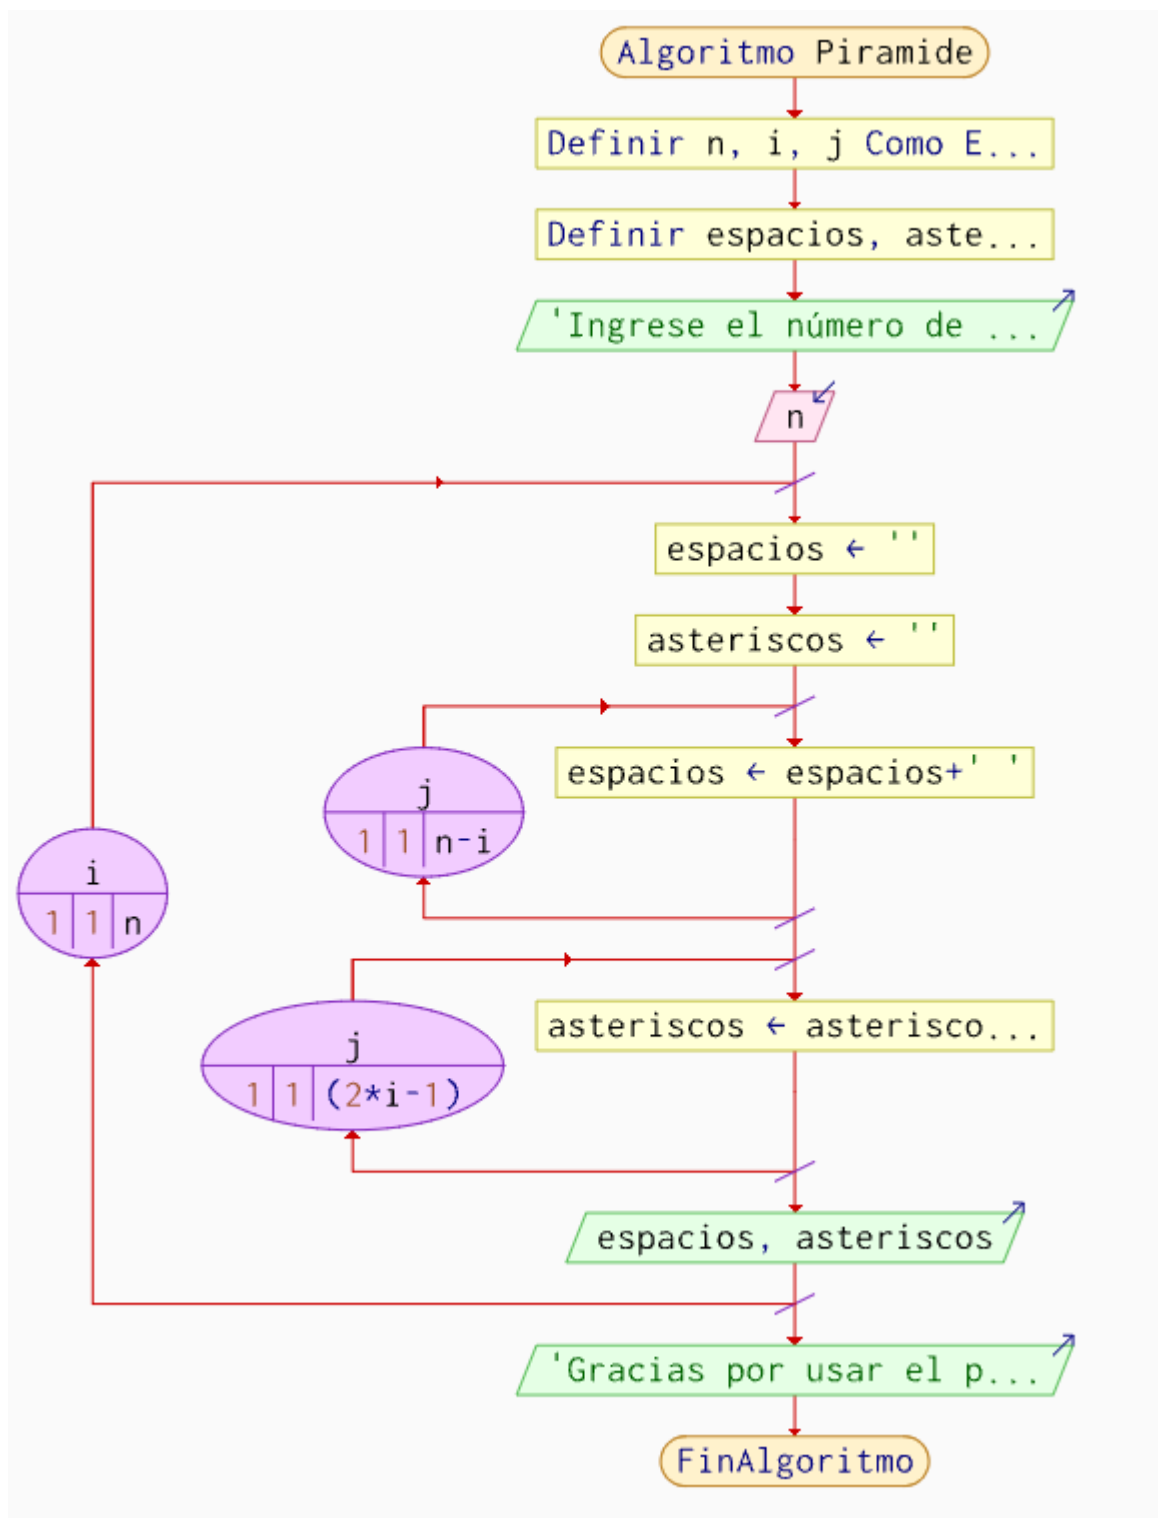 Algoritmo Piramide
Definir n, i, j Como E...
Definir espacios, aste...
'Ingrese el número de ...
n
espacios ← ''
asteriscos ← ''
espacios ← espacios+' '
j
1 1 n-i
i
1 1 n
asteriscos ← asterisco...
j
1 1 (2*i-1)
espacios, asteriscos
'Gracias por usar el p...
FinAlgoritmo